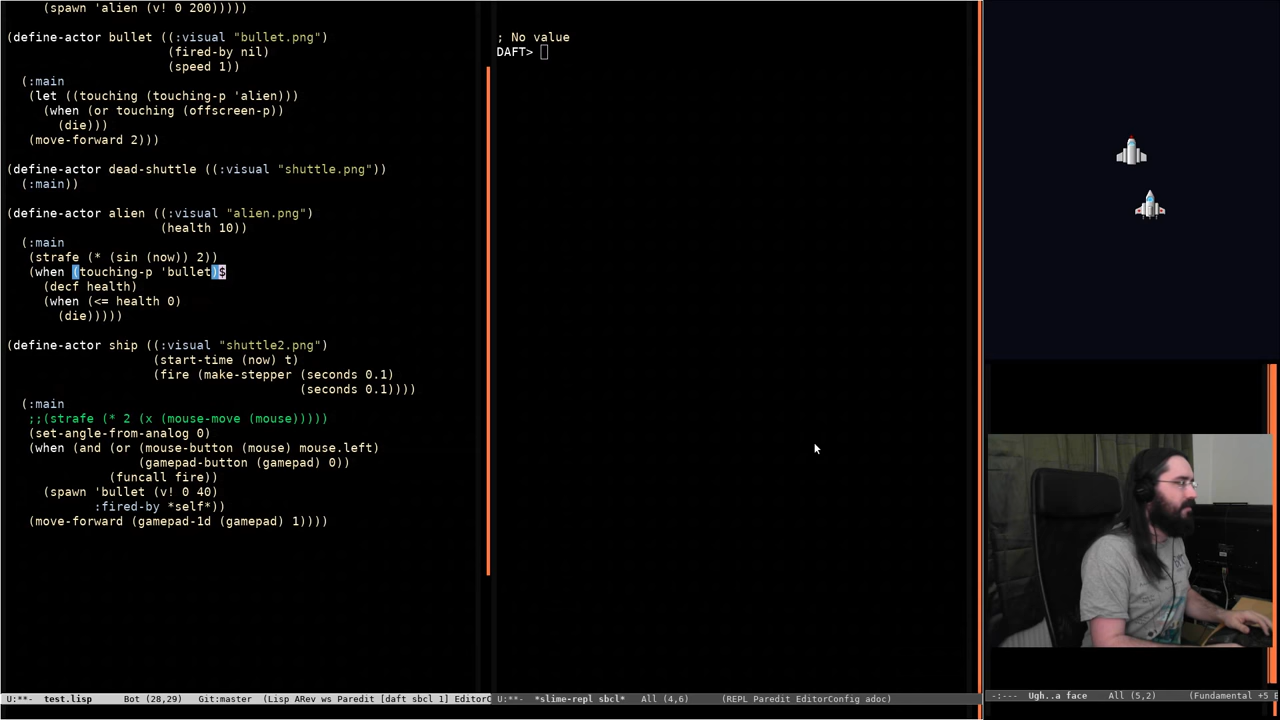 (spawn 'alien (v! 0 200)))))
(define-actor bullet ((:visual "bullet.png")
(fired-by nil)
(speed 1))
(:main
(let ((touching (touching-p 'alien)))
(when (or touching (offscreen-p))
(die)))
(move-forward 2)))
(define-actor dead-shuttle ((:visual "shuttle.png"))
(:main))
(define-actor alien ((:visual "alien.png")
(health 10))
(:main
(strafe (* (sin (now)) 2))
(when (touching-p 'bullet)$
(decf health)
(when (<= health 0)
(die)))))
(define-actor ship ((:visual "shuttle2.png")
(start-time (now) t)
(fire (make-stepper (seconds 0.1)
(seconds 0.1))))
(:main
;;(strafe (* 2 (x (mouse-move (mouse)))))
(set-angle-from-analog 0)
(when (and (or (mouse-button (mouse) mouse.left)
(gamepad-button (gamepad) 0))
(funcall fire))
(spawn 'bullet (v! 0 40)
:fired-by *self*))
(move-forward (gamepad-1d (gamepad) 1))))
U:**- test.lisp Bot (28,29) Git:master (Lisp ARev ws Paredit [daft sbcl 1] EditorC
; No value
DAFT>
U:**- *slime-repl sbcl* All (4,6) (REPL Paredit EditorConfig adoc)
-:--- Ugh..a face All (5,2) (Fundamental +5 E